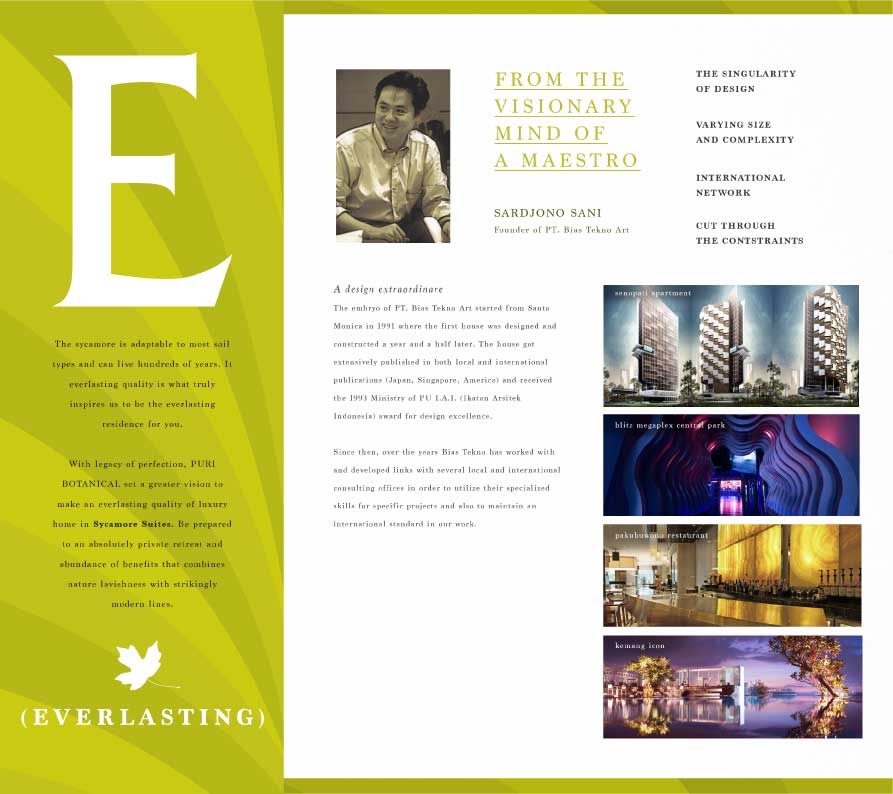 E
The sycamore is adaptable to most soil
types and can live hundreds of years. It
everlasting quality is what truly
inspires us to be the everlasting
residence for you.
With legacy of perfection, PURI
BOTANICAL set a greater vision to
make an everlasting quality of luxury
home in Sycamore Suites. Be prepared
to an absolutely private retreat and
abundance of benefits that combines
nature lavishness with strikingly
modern lines.
(EVERLASTING)
FROM THE
VISIONARY
MIND OF
A MAESTRO
SARDJONO SANI
Founder of PT. Bias Tekno Art
THE SINGULARITY
OF DESIGN
VARYING SIZE
AND COMPLEXITY
INTERNATIONAL
NETWORK
CUT THROUGH
THE CONTSTRAINTS
A design extraordinare
The embryo of PT. Bias Tekno Art started from Santa
Monica in 1991 where the first house was designed and
constructed a year and a half later. The house got
extensively published in both local and international
publications (Japan, Singapore, America) and received
the 1993 Ministry of PU I.A.I. (Ikatan Arsitek
Indonesia) award for design excellence.
Since then, over the years Bias Tekno has worked with
and developed links with several local and international
consulting offices in order to utilize their specialized
skills for specific projects and also to maintain an
international standard in our work.
senopati apartment
blitz megaplex central park
pakubuwono restaurant
kemang icon